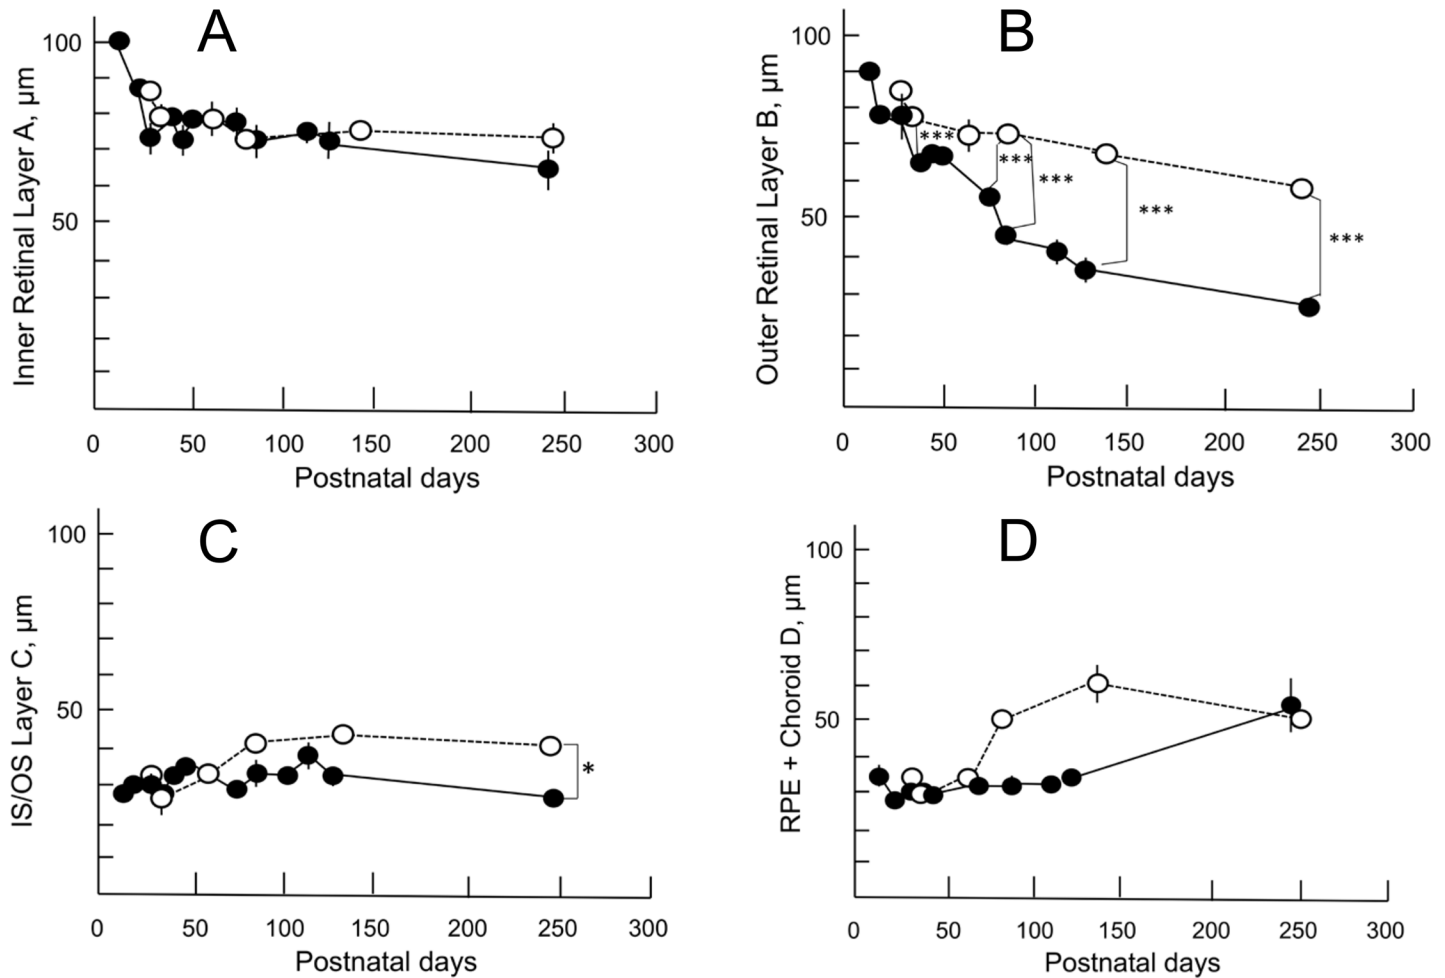 A
100
50
Inner Retinal Layer A, µm
0 50 100 150 200 250 300
Postnatal days
B
100
50
Outer Retinal Layer B, µm
***
***
***
***
***
0 50 100 150 200 250 300
Postnatal days
C
100
50
IS/OS Layer C, µm
*
0 50 100 150 200 250 300
Postnatal days
D
100
50
RPE + Choroid D, µm
0 50 100 150 200 250 300
Postnatal days